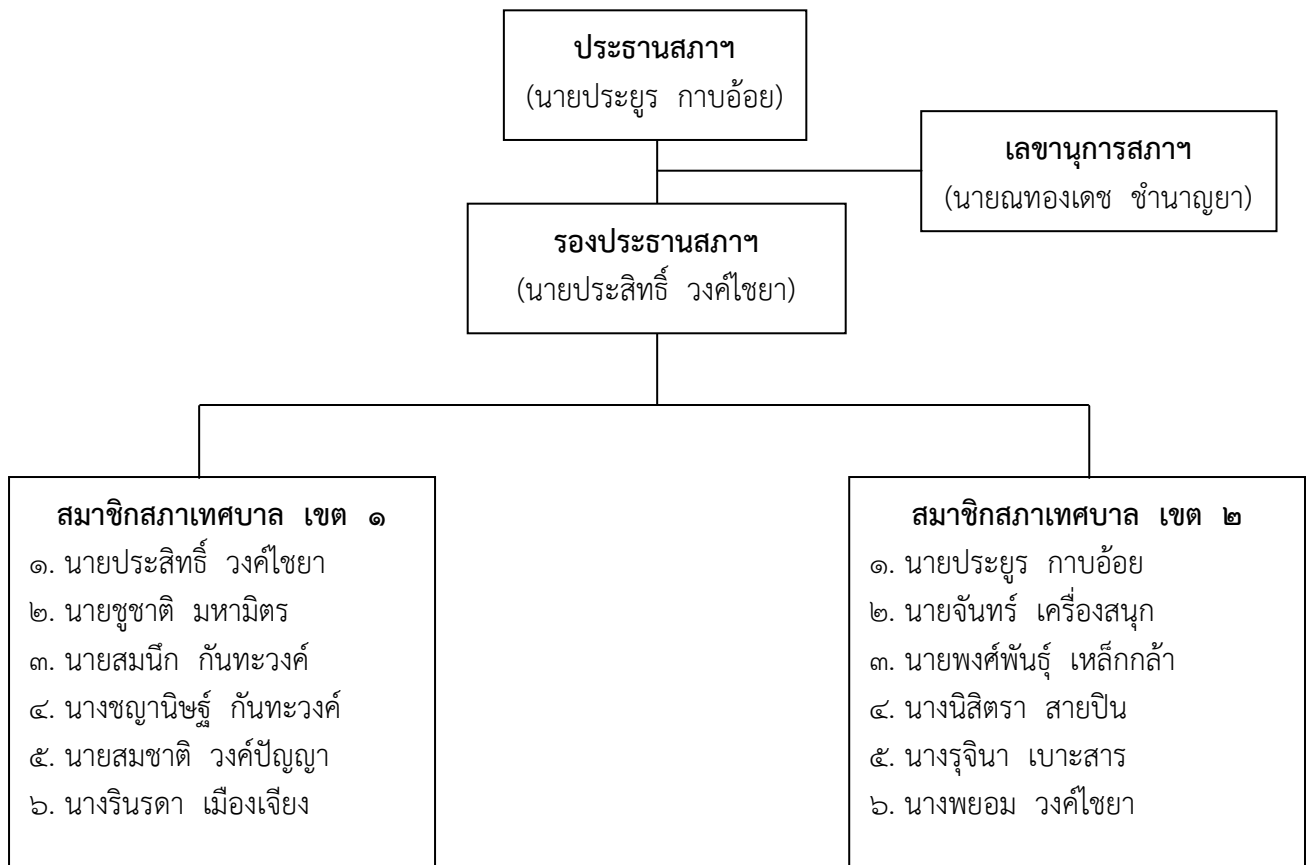 ประธานสภาฯ
(นายประยูร กาบอ้อย)
เลขานุการสภาฯ
(นายณทองเดช ชำนาญยา)
รองประธานสภาฯ
(นายประสิทธิ์ วงค์ไชยา)
สมาชิกสภาเทศบาล เขต ๑
๑. นายประสิทธิ์ วงค์ไชยา
๒. นายชูชาติ มหามิตร
๓. นายสมนึก กันทะวงค์
๔. นางชญานิษฐ์ กันทะวงค์
๕. นายสมชาติ วงค์ปัญญา
๖. นางรินรดา เมืองเจียง
สมาชิกสภาเทศบาล เขต ๒
๑. นายประยูร กาบอ้อย
๒. นายจันทร์ เครื่องสนุก
๓. นายพงศ์พันธุ์ เหล็กกล้า
๔. นางนิสิตรา สายปิน
๕. นางรุจินา เบาะสาร
๖. นางพยอม วงค์ไชยา